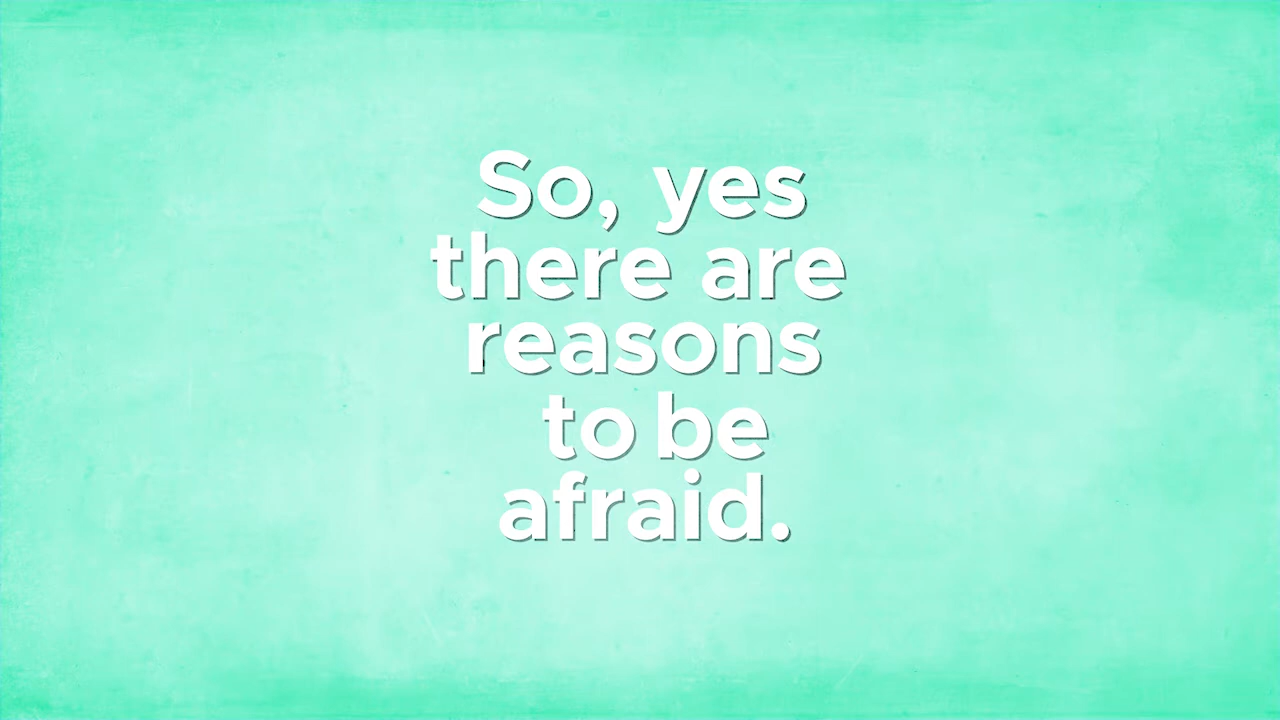 So, yes
there are
reasons
to be
afraid.